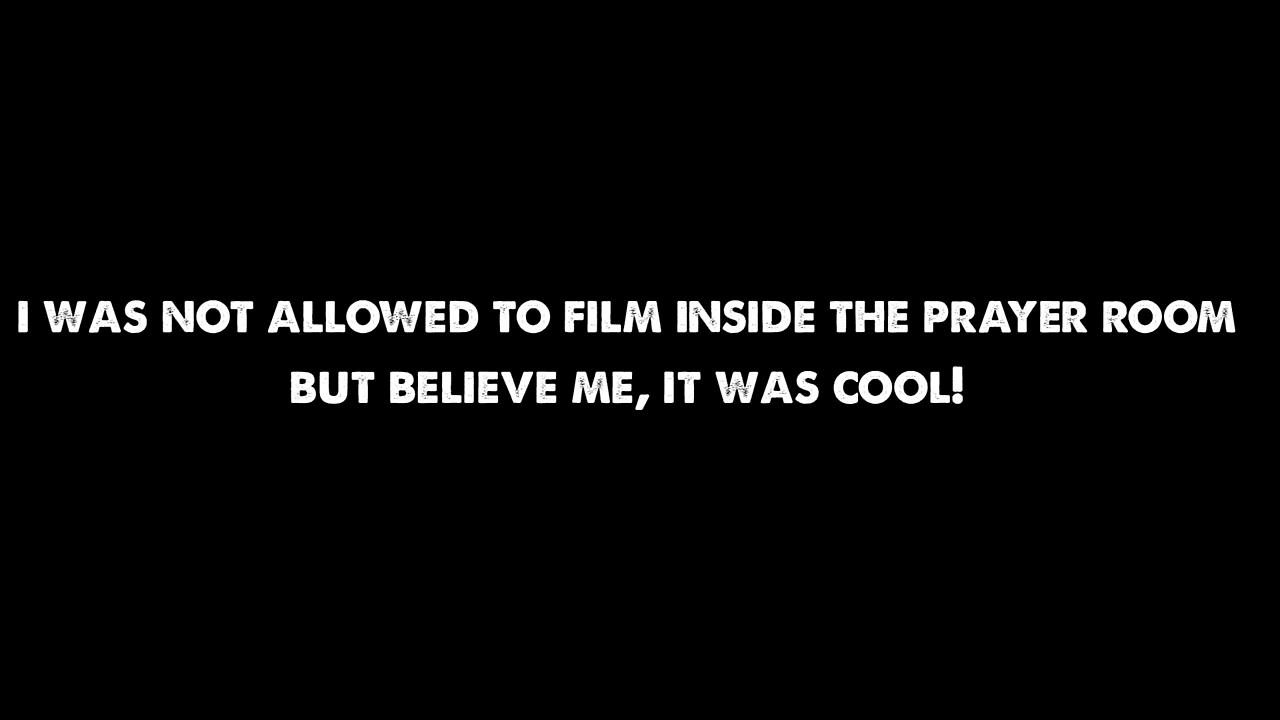 I WAS NOT ALLOWED TO FILM INSIDE THE PRAYER ROOM
BUT BELIEVE ME, IT WAS COOL!